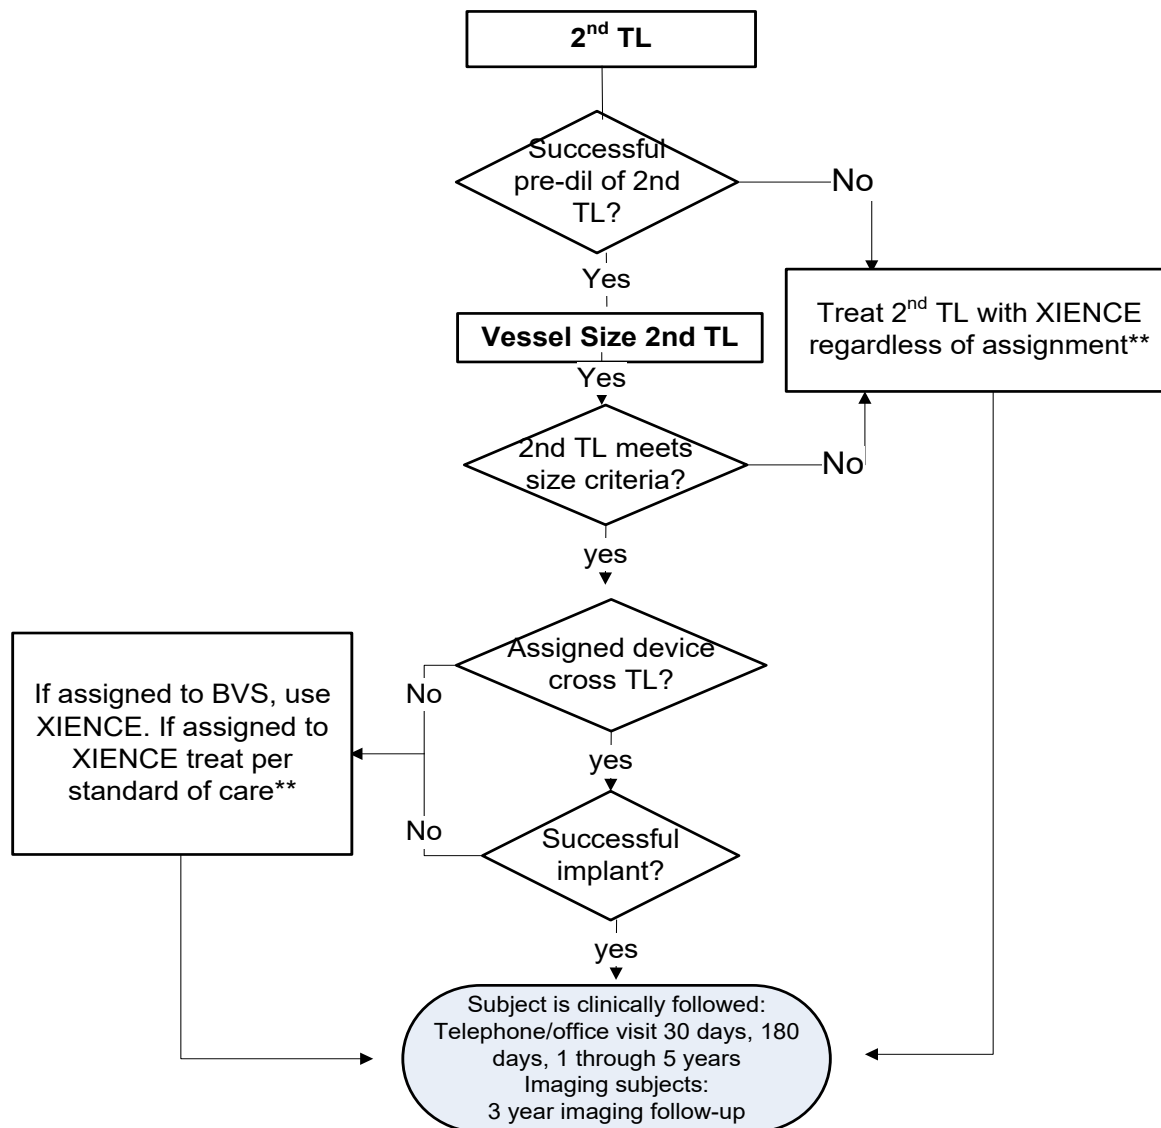 2nd TL
Successful
pre-dil of 2nd
TL?
No
Yes
Treat 2nd TL with XIENCE
regardless of assignment**
Vessel Size 2nd TL
Yes
2nd TL meets
size criteria?
No
yes
Assigned device
cross TL?
No
If assigned to BVS, use
XIENCE. If assigned to
XIENCE treat per
standard of care**
yes
No
Successful
implant?
yes
Subject is clinically followed:
Telephone/office visit 30 days, 180
days, 1 through 5 years
Imaging subjects:
3 year imaging follow-up